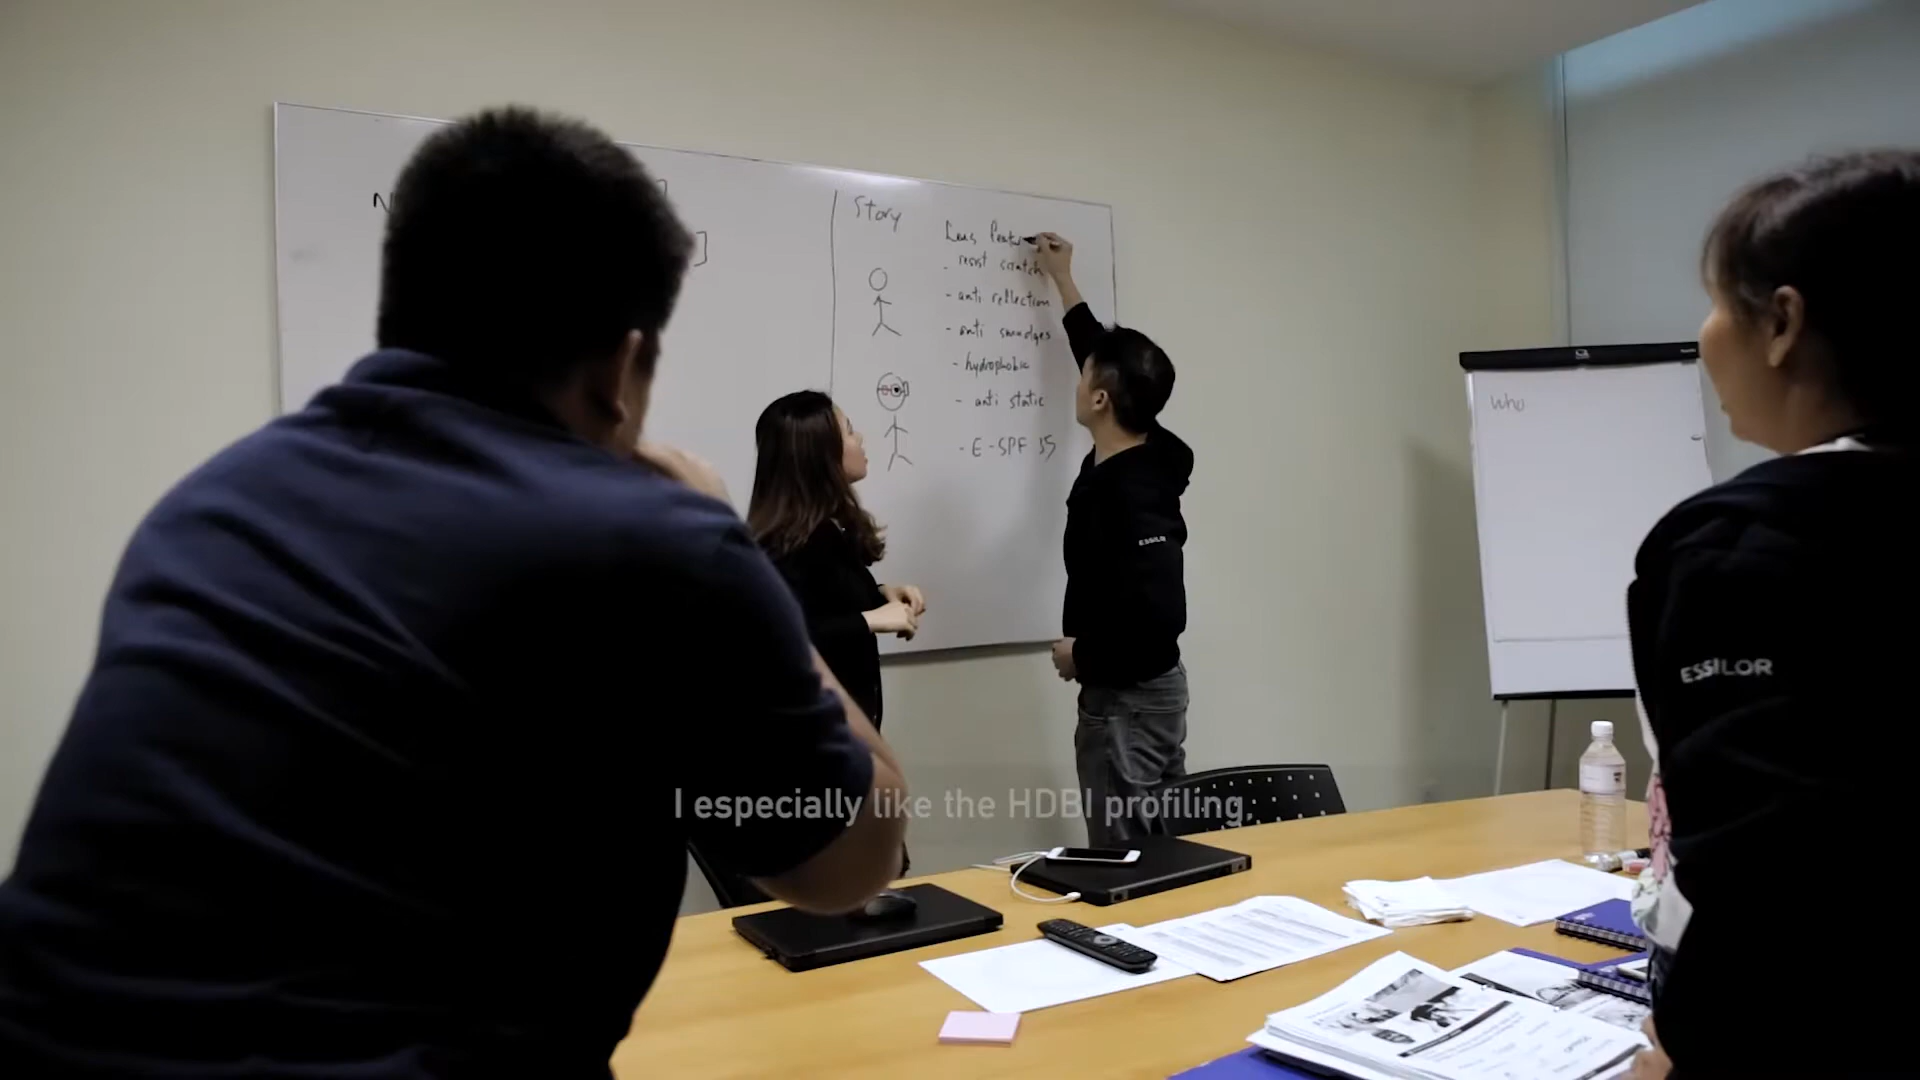 Story
Lens Featu
- resist scratch
- anti reflection
- anti smudges
- hydrophobic
- anti static
- E-SPF 35
Who
ESSILOR
ESSILOR
I especially like the HDBI profiling,